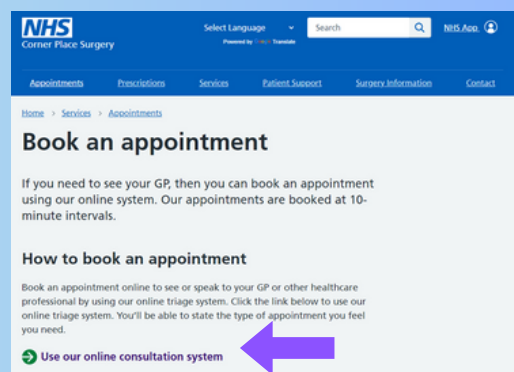 NHS
Corner Place Surgery
Select Language
Powered by Google Translate
Search
NHS App
Appointments
Prescriptions
Services
Patient Support
Surgery Information
Contact
Home > Services > Appointments
Book an appointment
If you need to see your GP, then you can book an appointment
using our online system. Our appointments are booked at 10-
minute intervals.
How to book an appointment
Book an appointment online to see or speak to your GP or other healthcare
professional by using our online triage system. Click the link below to use our
online triage system. You'll be able to state the type of appointment you feel
you need.
Use our online consultation system